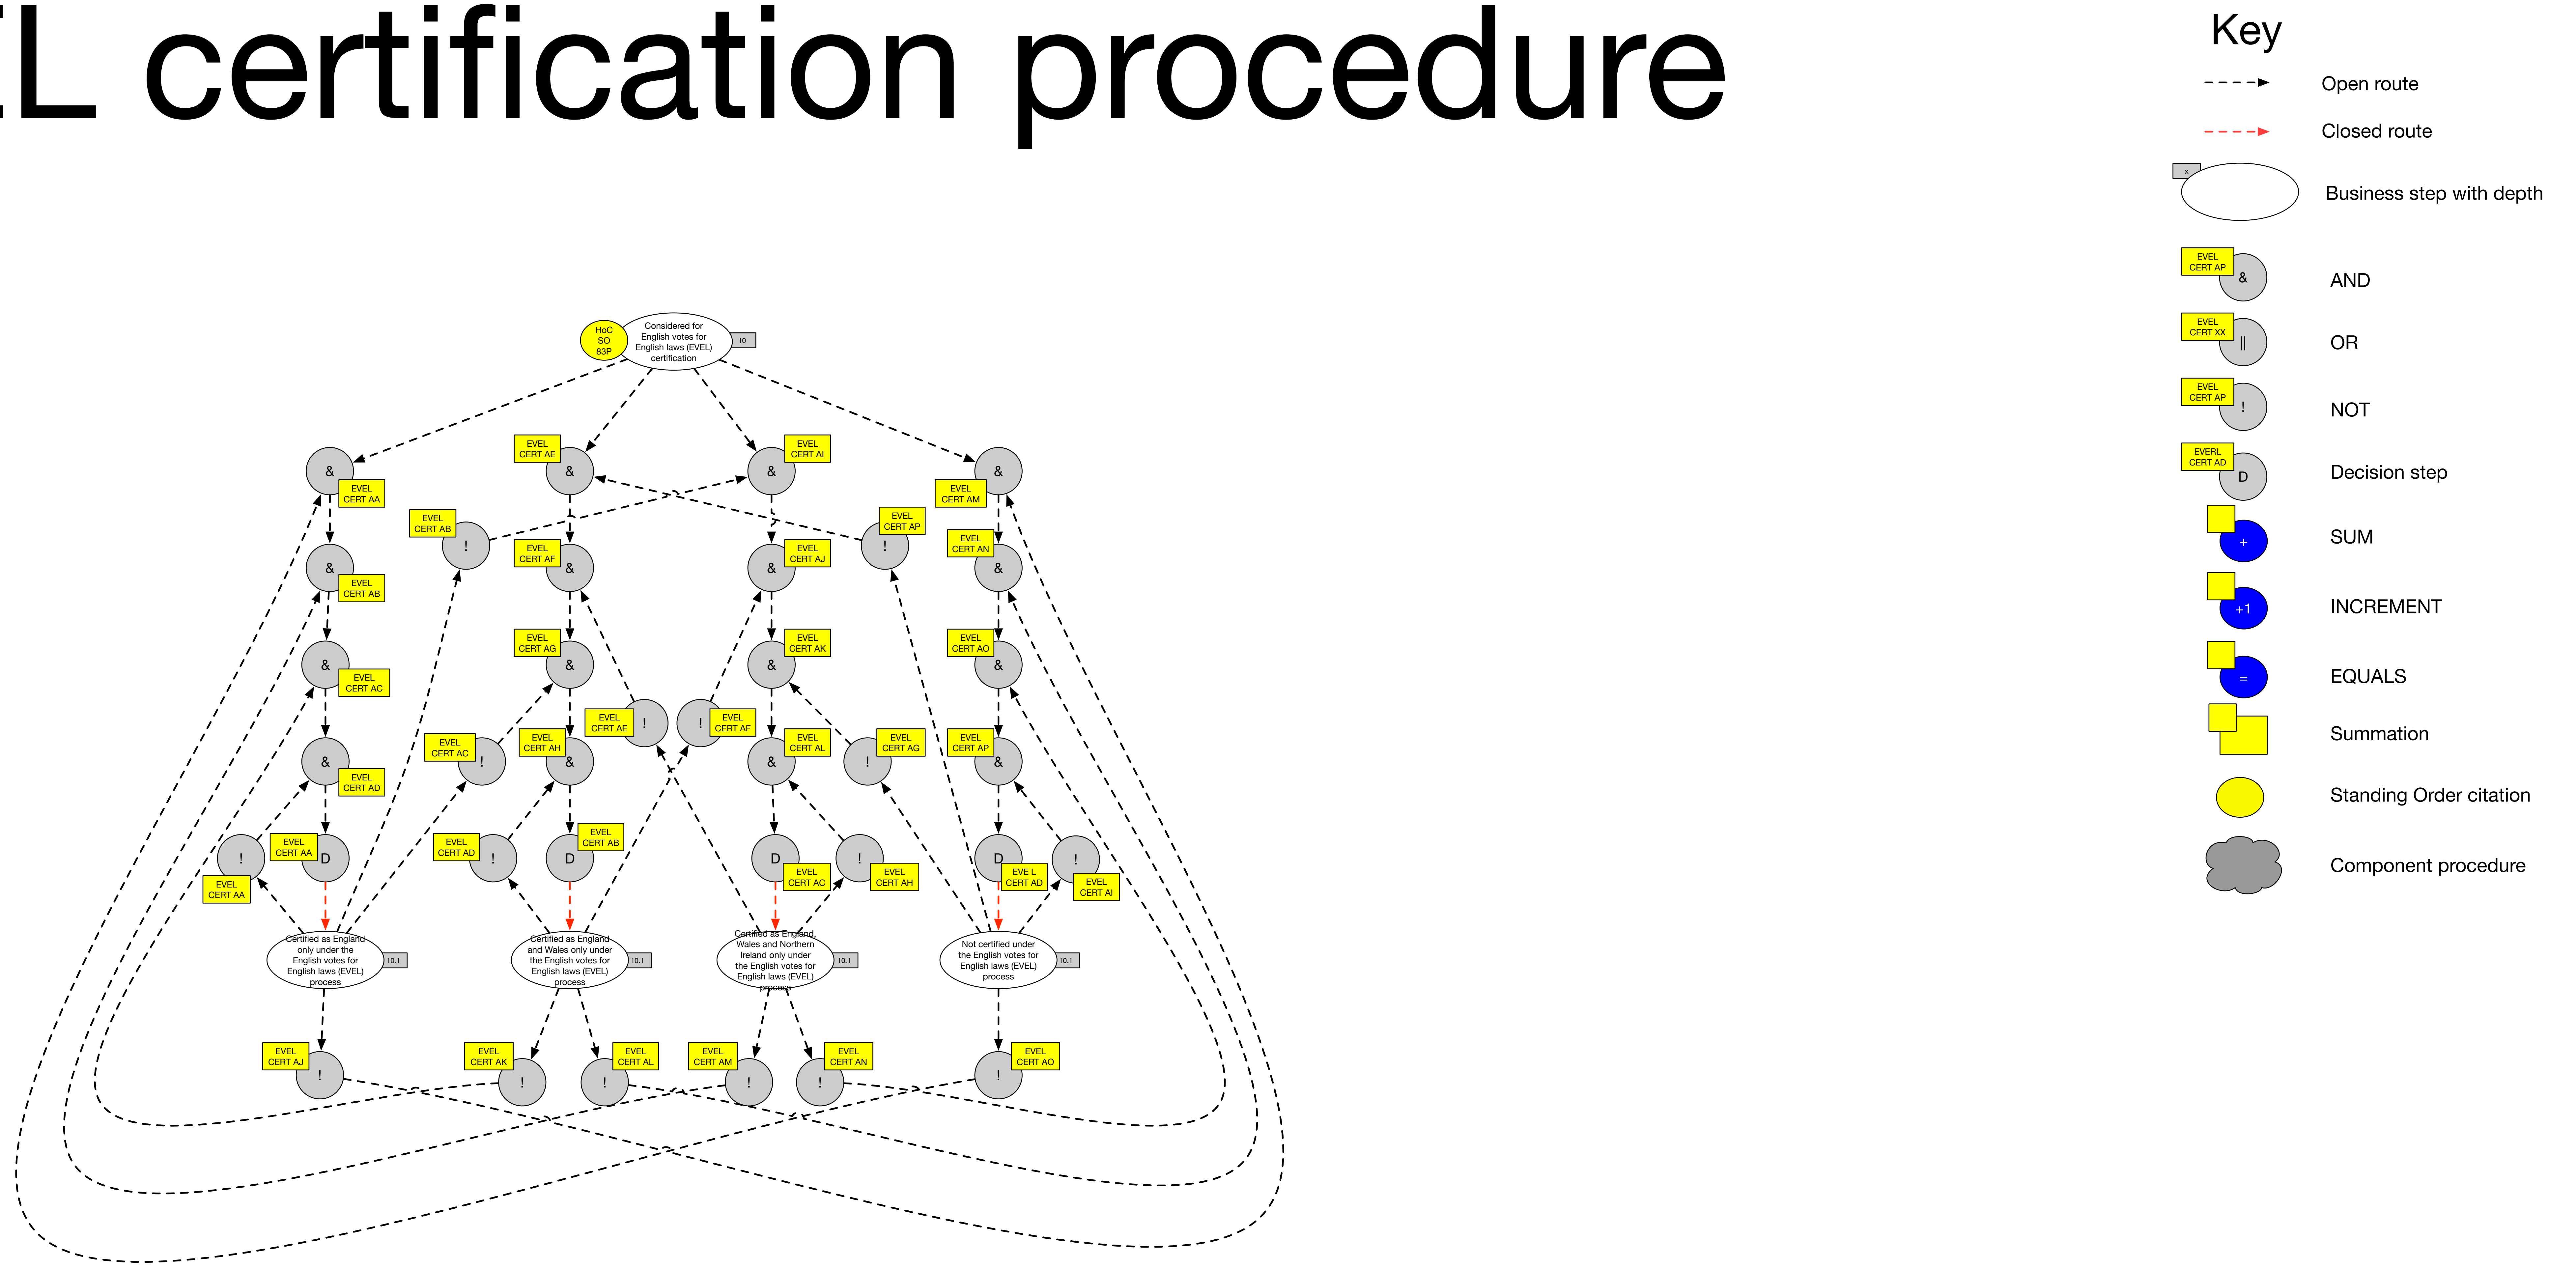 EL certification procedure
Key
Open route
Closed route
x
Business step with depth
EVEL
CERT AP
&
AND
EVEL
CERT XX
||
OR
EVEL
CERT AP
!
NOT
EVERL
CERT AD
D
Decision step
+
SUM
+1
INCREMENT
=
EQUALS
Summation
Standing Order citation
Component procedure
HoC
SO
83P
Considered for
English votes for
English laws (EVEL)
certification
10
&
EVEL
CERT AA
EVEL
CERT AE
&
&
EVEL
CERT AI
&
EVEL
CERT AM
EVEL
CERT AB
!
EVEL
CERT AP
!
&
EVEL
CERT AB
EVEL
CERT AF
&
&
EVEL
CERT AJ
EVEL
CERT AN
&
&
EVEL
CERT AC
EVEL
CERT AG
&
&
EVEL
CERT AK
EVEL
CERT AO
&
EVEL
CERT AE
!
!
EVEL
CERT AF
&
EVEL
CERT AD
EVEL
CERT AC
!
EVEL
CERT AH
&
&
EVEL
CERT AL
!
EVEL
CERT AG
EVEL
CERT AP
&
!
EVEL
CERT AA
EVEL
CERT AA
D
EVEL
CERT AD
!
D
EVEL
CERT AB
D
EVEL
CERT AC
!
EVEL
CERT AH
D
EVE L
CERT AD
!
EVEL
CERT AI
Certified as England
only under the
English votes for
English laws (EVEL)
process
10.1
Certified as England
and Wales only under
the English votes for
English laws (EVEL)
process
10.1
Certified as England,
Wales and Northern
Ireland only under
the English votes for
English laws (EVEL)
process
10.1
Not certified under
the English votes for
English laws (EVEL)
process
10.1
EVEL
CERT AJ
!
EVEL
CERT AK
!
EVEL
CERT AL
!
EVEL
CERT AM
!
EVEL
CERT AN
!
EVEL
CERT AO
!